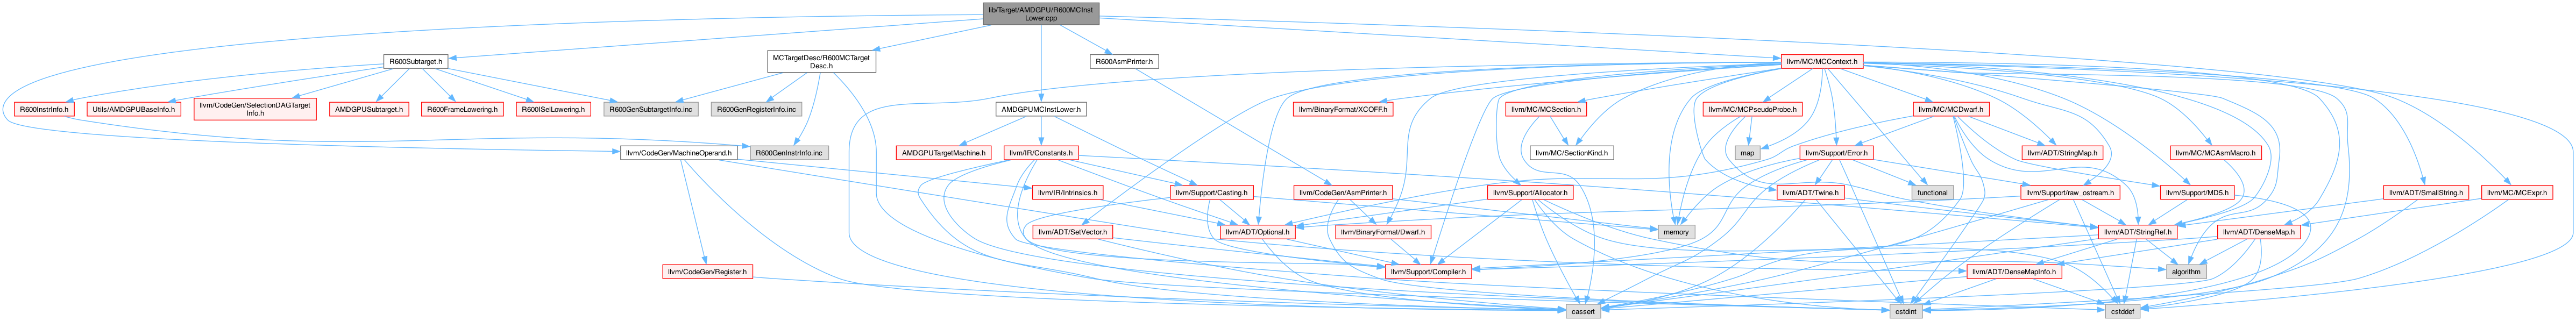 lib/Target/AMDGPU/R600MCInst
Lower.cpp
R600Subtarget.h
MCTargetDesc/R600MCTarget
Desc.h
R600AsmPrinter.h
llvm/MC/MCContext.h
R600InstrInfo.h
Utils/AMDGPUBaseInfo.h
llvm/CodeGen/SelectionDAGTarget
Info.h
AMDGPUSubtarget.h
R600FrameLowering.h
R600ISelLowering.h
R600GenSubtargetInfo.inc
R600GenRegisterInfo.inc
AMDGPUMCInstLower.h
llvm/BinaryFormat/XCOFF.h
llvm/MC/MCSection.h
llvm/MC/MCPseudoProbe.h
llvm/MC/MCDwarf.h
llvm/CodeGen/MachineOperand.h
R600GenInstrInfo.inc
AMDGPUTargetMachine.h
llvm/IR/Constants.h
llvm/MC/SectionKind.h
map
llvm/Support/Error.h
llvm/ADT/StringMap.h
llvm/MC/MCAsmMacro.h
llvm/IR/Intrinsics.h
llvm/Support/Casting.h
llvm/CodeGen/AsmPrinter.h
llvm/Support/Allocator.h
llvm/ADT/Twine.h
functional
llvm/Support/raw_ostream.h
llvm/Support/MD5.h
llvm/ADT/SmallString.h
llvm/MC/MCExpr.h
llvm/ADT/SetVector.h
llvm/ADT/Optional.h
llvm/BinaryFormat/Dwarf.h
memory
llvm/ADT/StringRef.h
llvm/ADT/DenseMap.h
llvm/CodeGen/Register.h
llvm/Support/Compiler.h
llvm/ADT/DenseMapInfo.h
algorithm
cassert
cstdint
cstddef